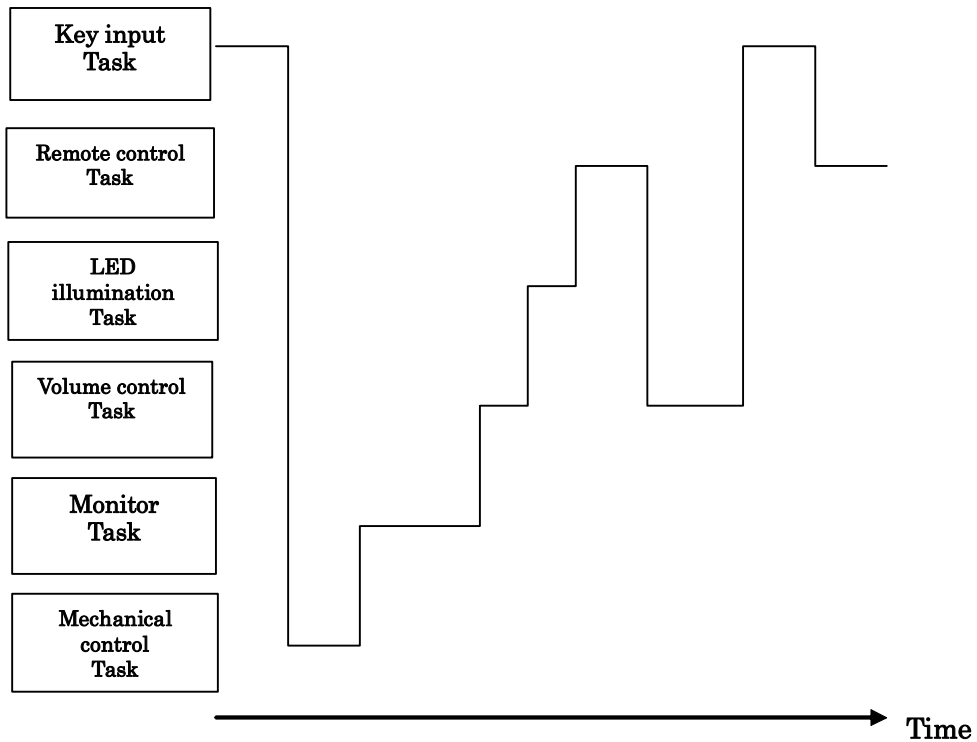 Key input
Task
Remote control
Task
LED
illumination
Task
Volume control
Task
Monitor
Task
Mechanical
control
Task
Time